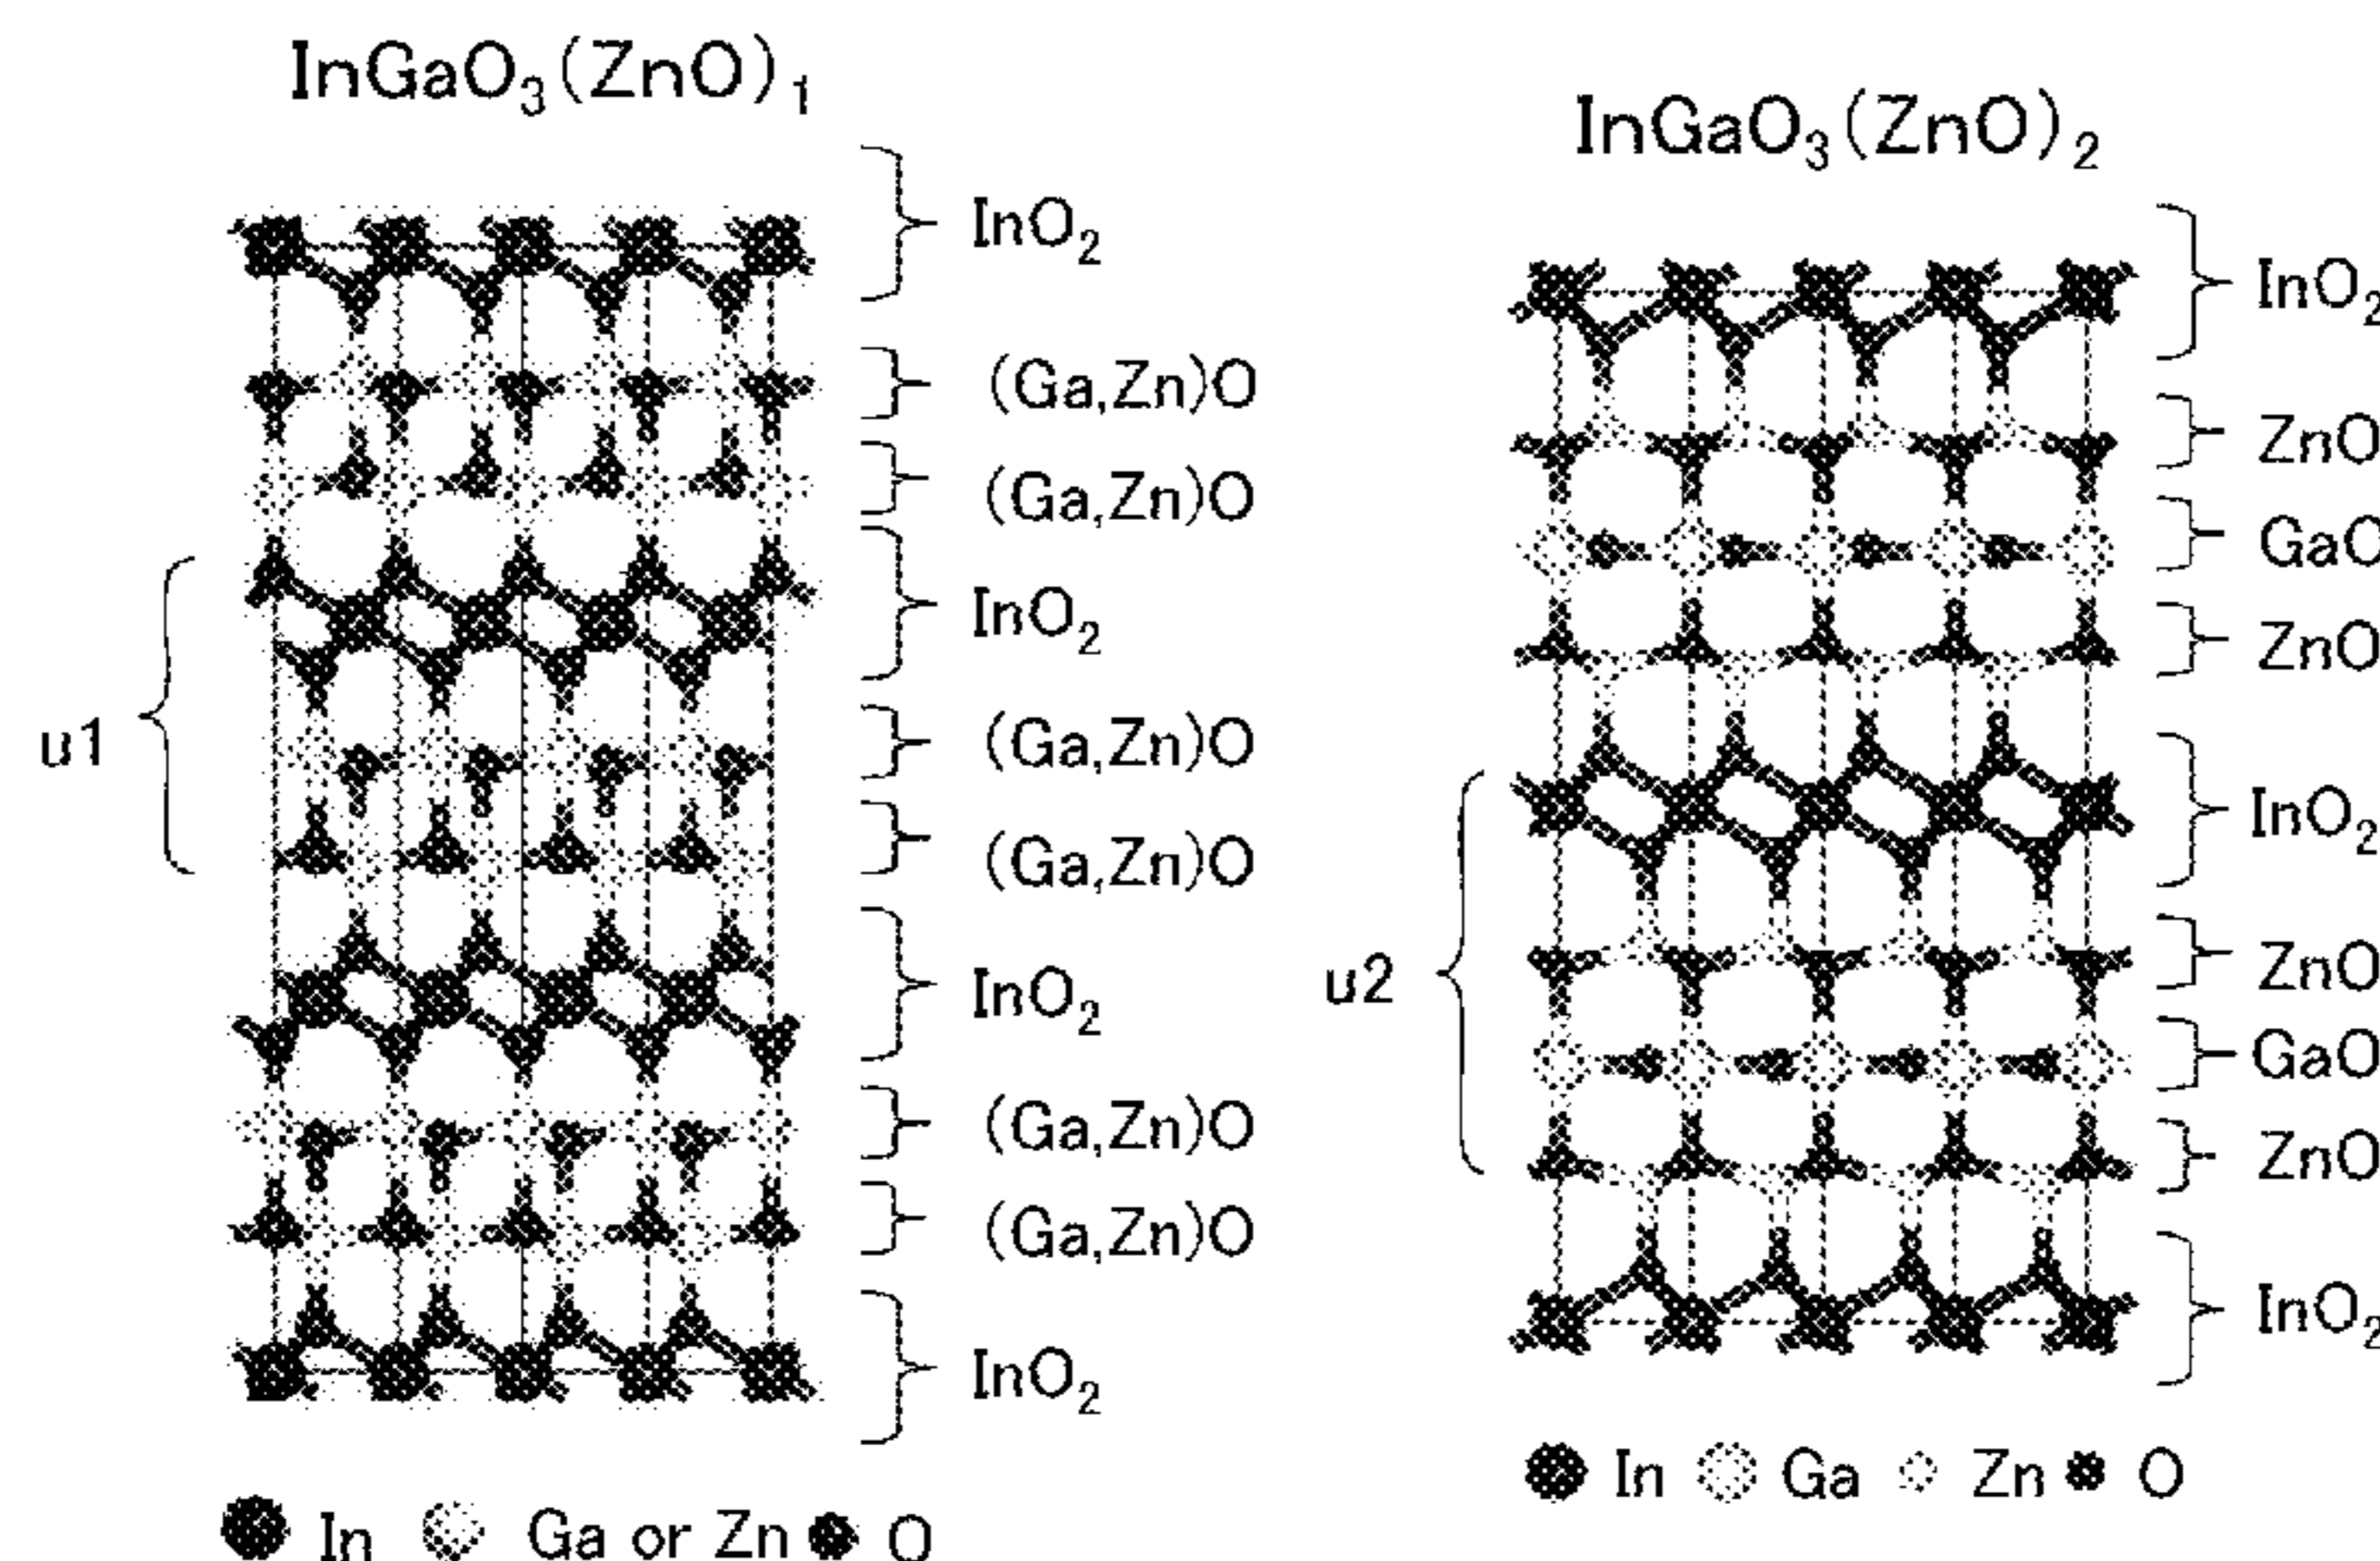 InGaO₃(ZnO)₁
InO₂
(Ga,Zn)O
(Ga,Zn)O
InO₂
(Ga,Zn)O
(Ga,Zn)O
InO₂
(Ga,Zn)O
(Ga,Zn)O
InO₂
u1
In Ga or Zn O
InGaO₃(ZnO)₂
InO₂
ZnO
GaO
ZnO
InO₂
ZnO
GaO
ZnO
InO₂
u2
In Ga Zn O